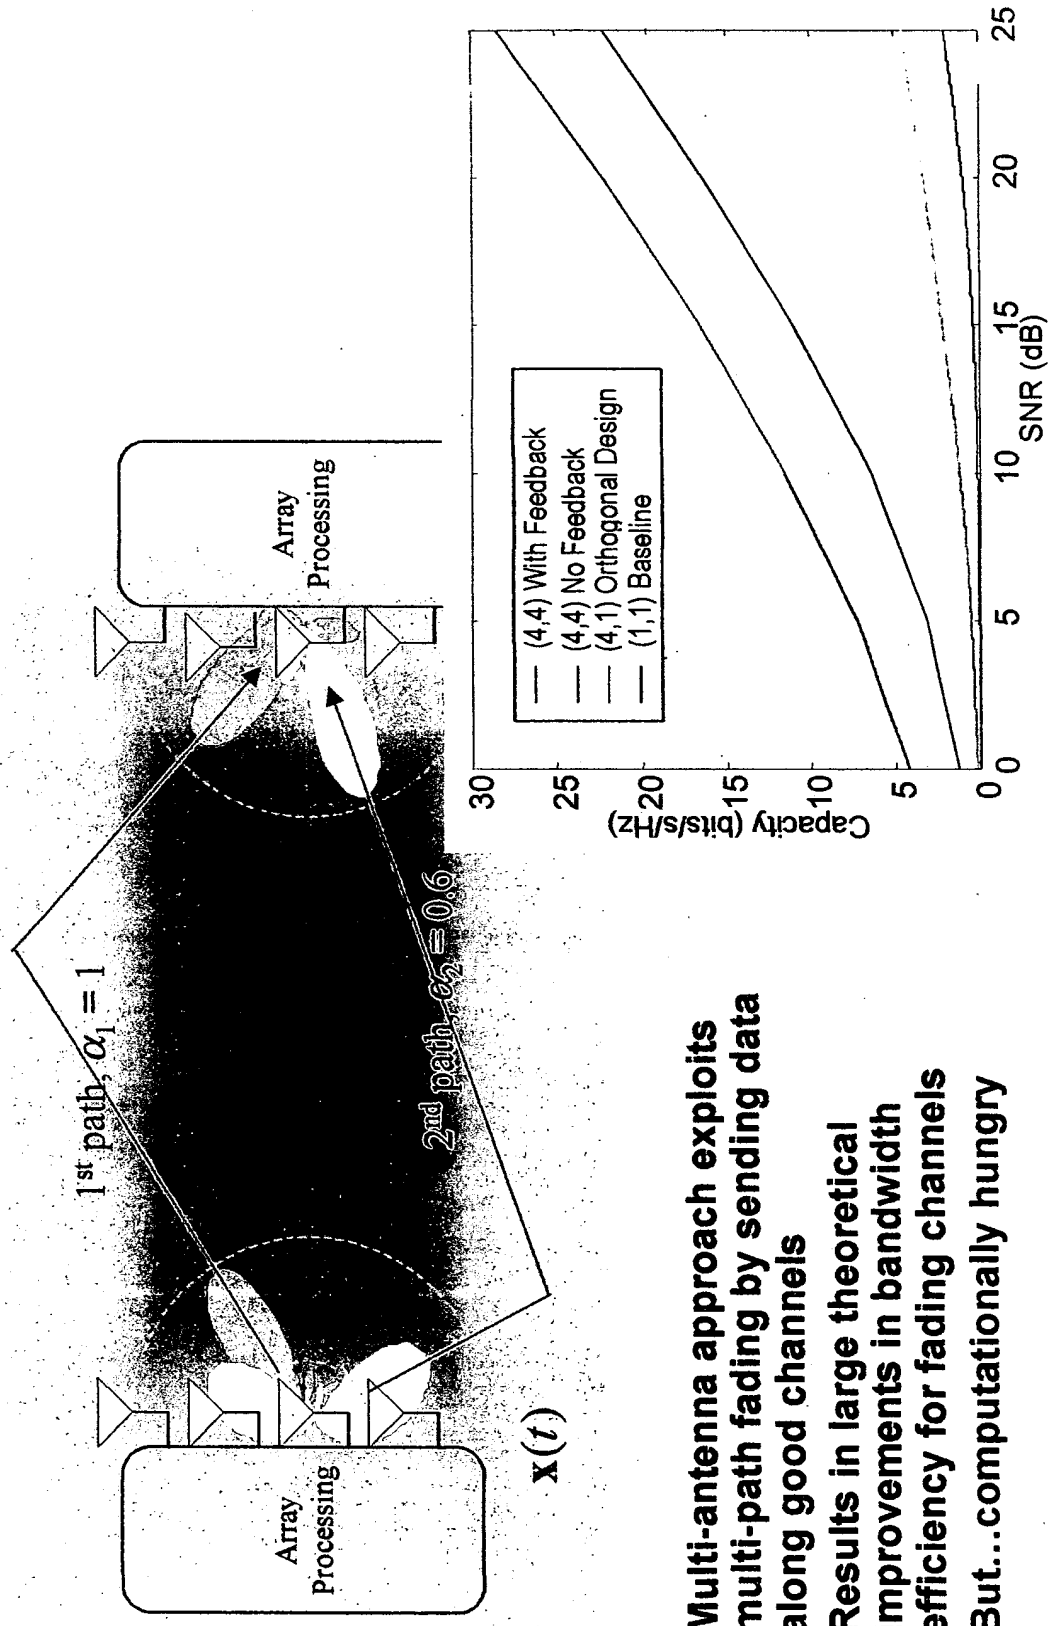 1st path, α1 = 1
2nd path, α2 = 0.6
Array
Processing
Array
Processing
x(t)
Multi-antenna approach exploits
multi-path fading by sending data
along good channels
Results in large theoretical
improvements in bandwidth
efficiency for fading channels
But...computationally hungry
(4,4) With Feedback
(4,4) No Feedback
(4,1) Orthogonal Design
(1,1) Baseline
Capacity (bits/s/Hz)
30
25
20
15
10
5
0
0 5 10 15 20 25
SNR (dB)